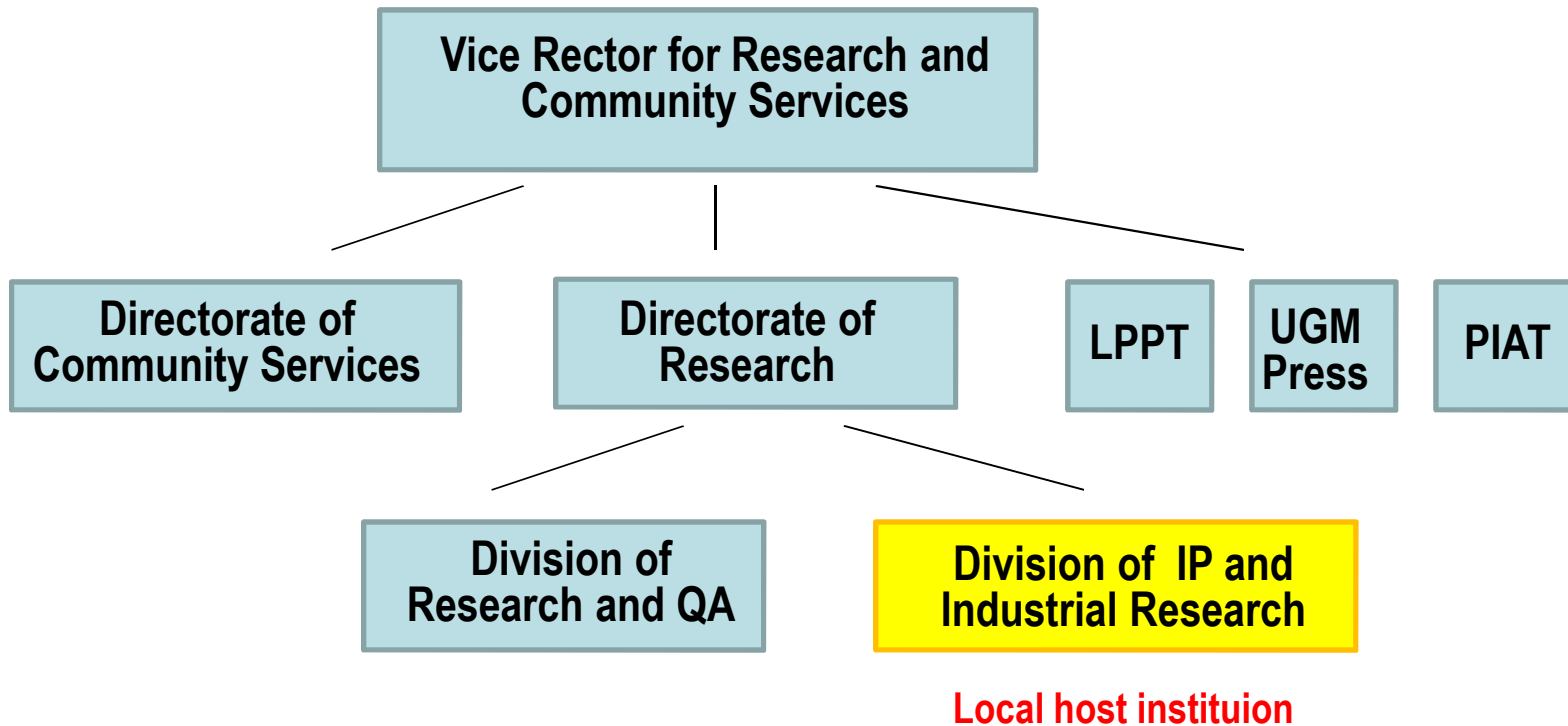 Vice Rector for Research and
Community Services
Directorate of
Community Services
Directorate of
Research
LPPT
UGM
Press
PIAT
Division of
Research and QA
Division of IP and
Industrial Research
Local host instituion